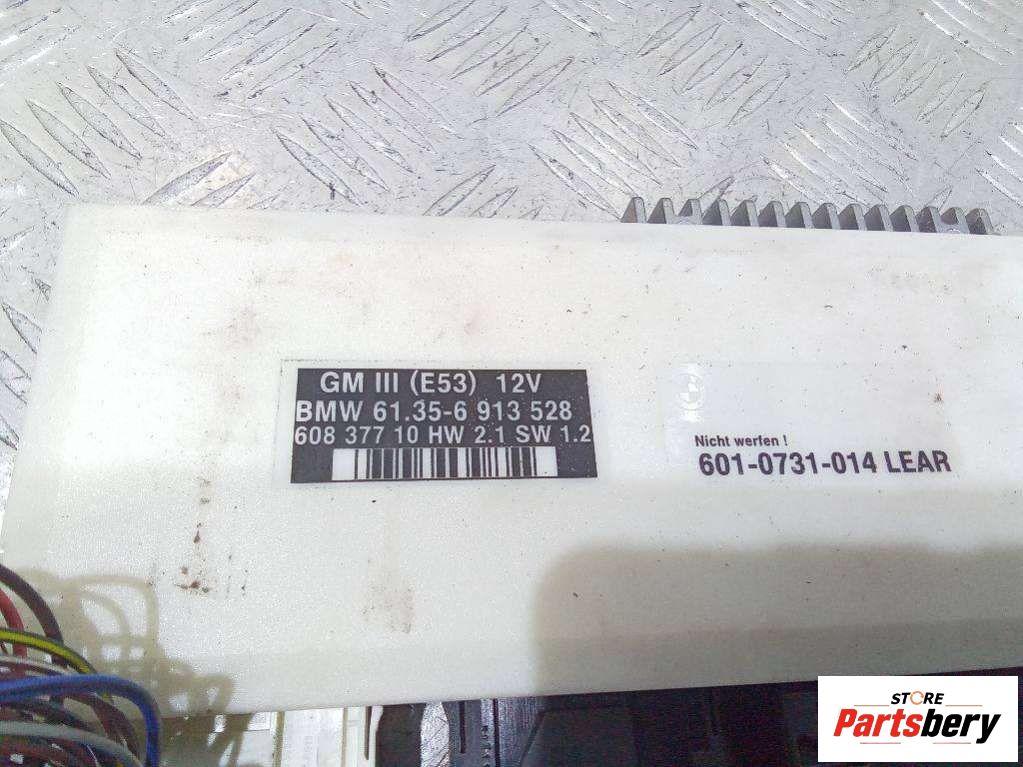 GM III (E53) 12V
BMW 61.35-6 913 528
608 377 10 HW 2.1 SW 1.2
Nicht werfen !
601-0731-014 LEAR
STORE
Partsbery